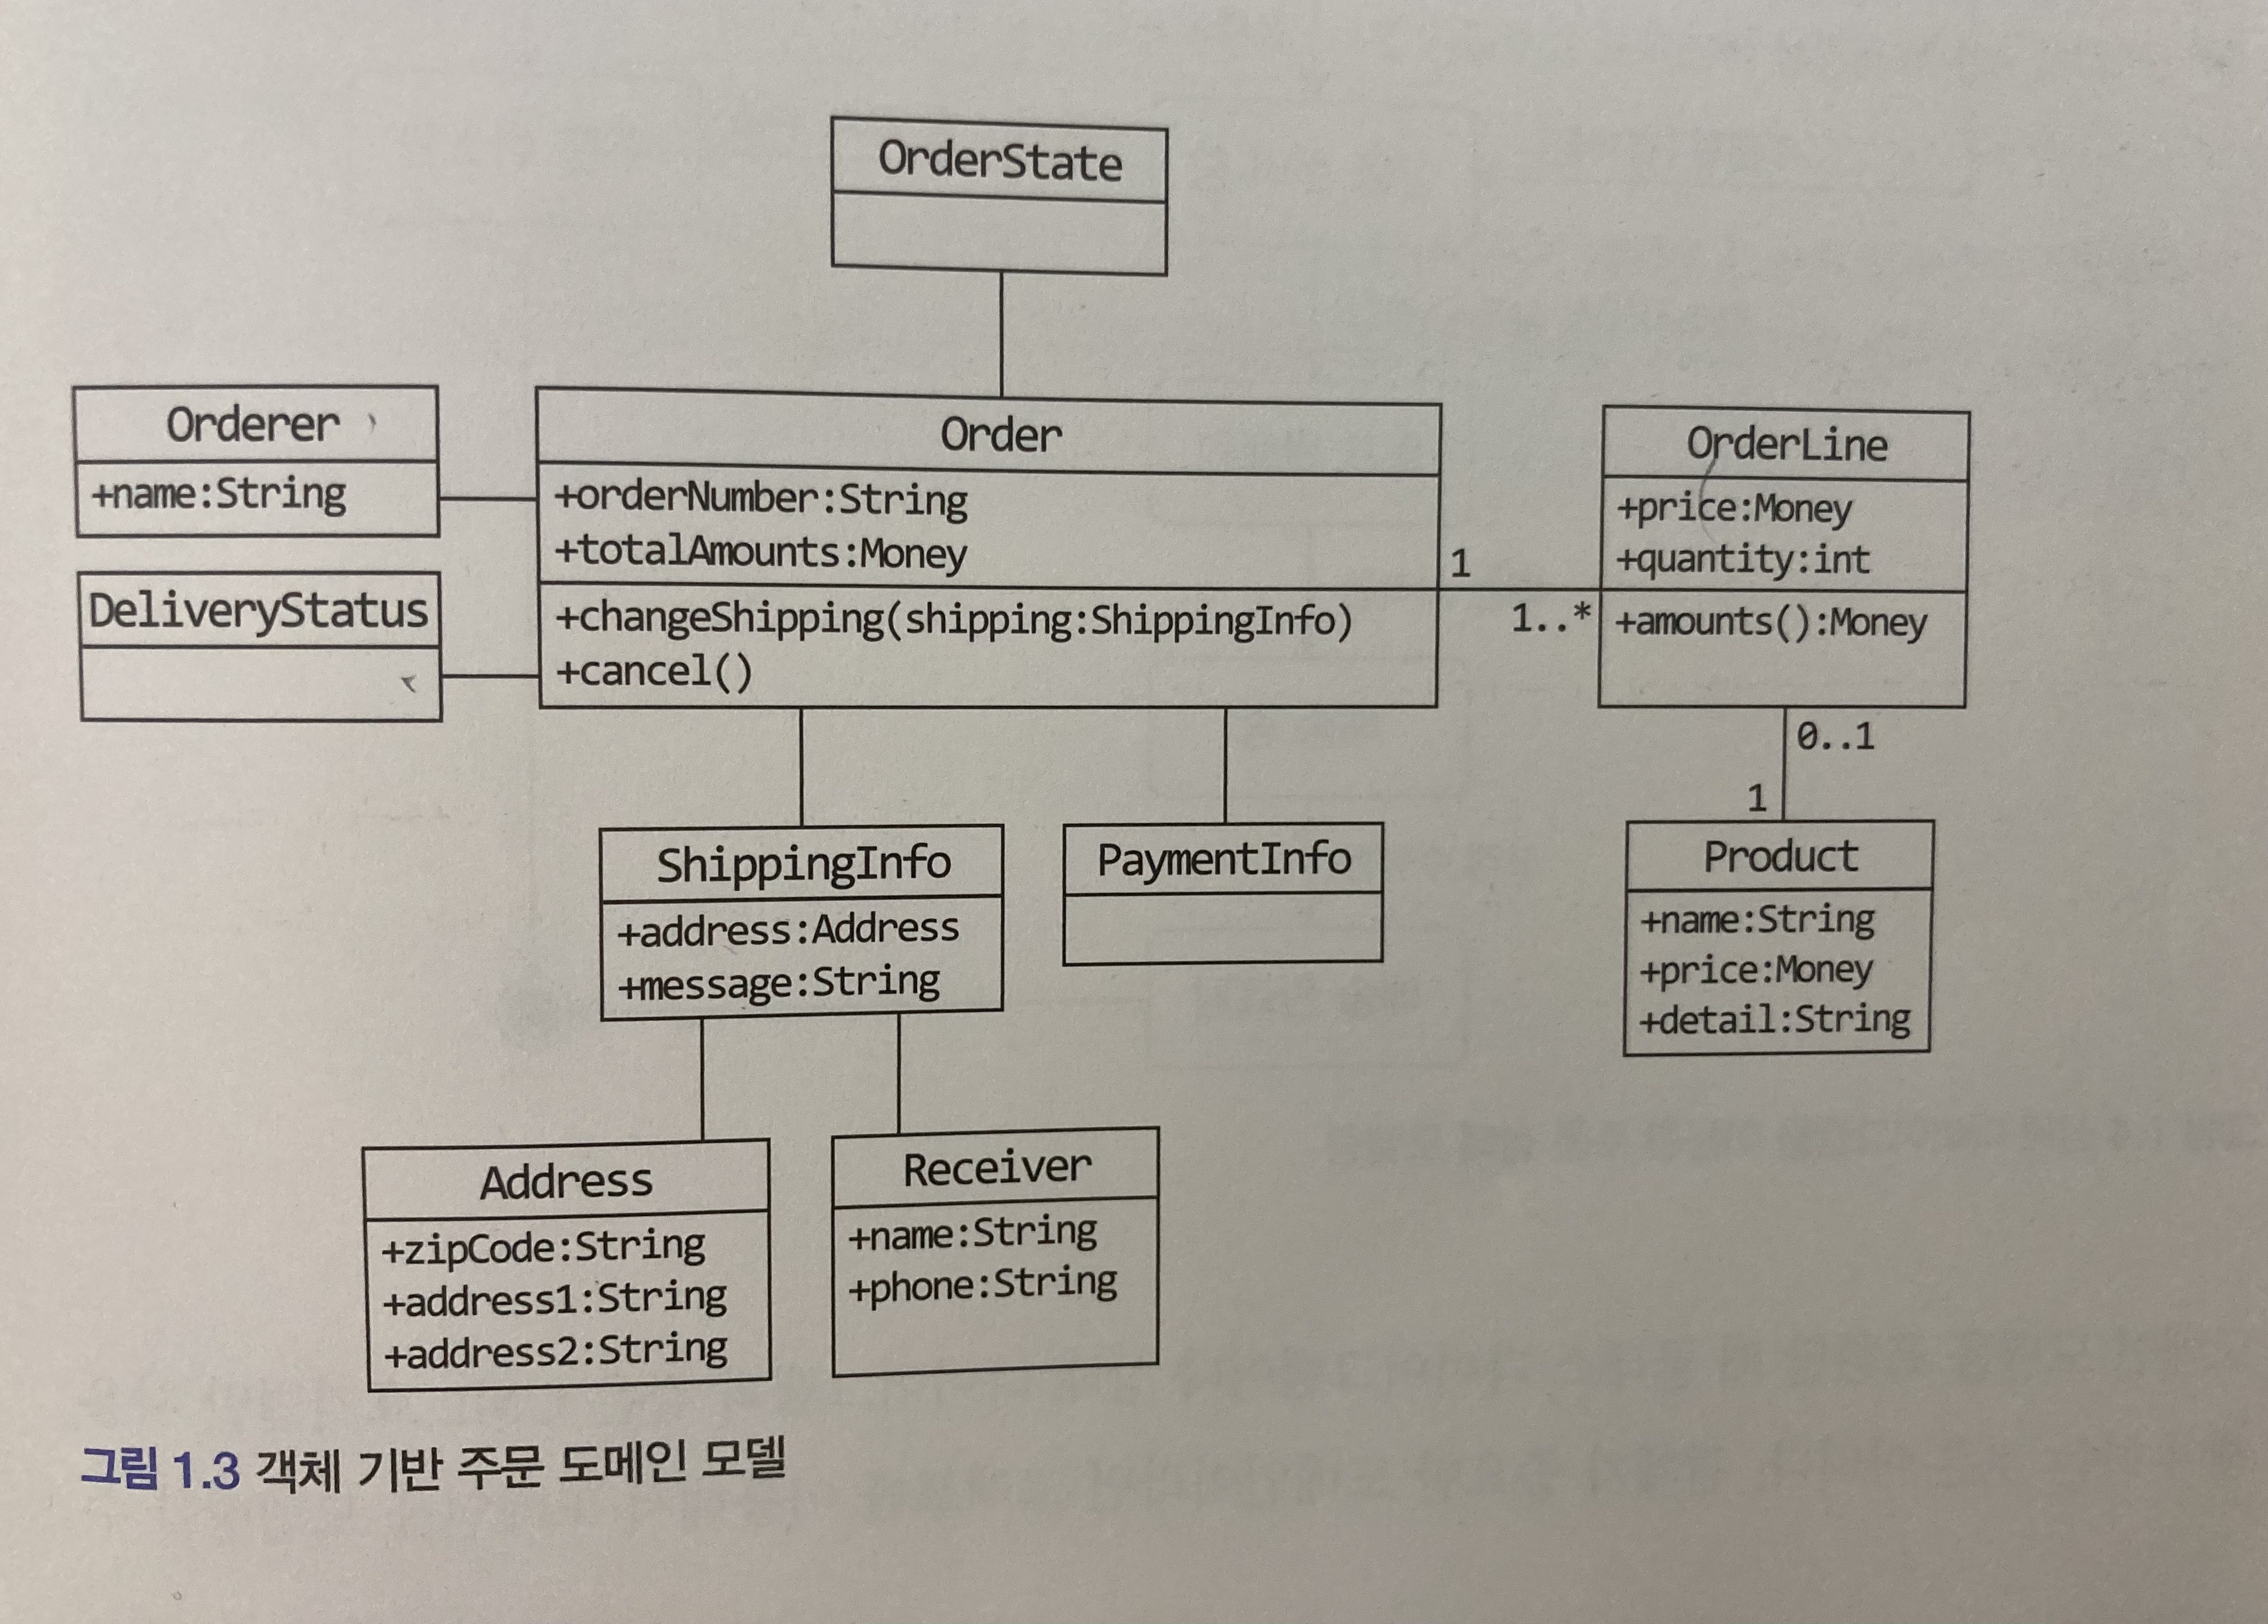 OrderState
Orderer
+name:String
DeliveryStatus
Order
+orderNumber:String
+totalAmounts:Money
+changeShipping(shipping:ShippingInfo)
+cancel()
1
1..*
OrderLine
+price:Money
+quantity:int
+amounts():Money
0..1
1
ShippingInfo
+address:Address
+message:String
PaymentInfo
Product
+name:String
+price:Money
+detail:String
Address
+zipCode:String
+address1:String
+address2:String
Receiver
+name:String
+phone:String
그림 1.3 객체 기반 주문 도메인 모델